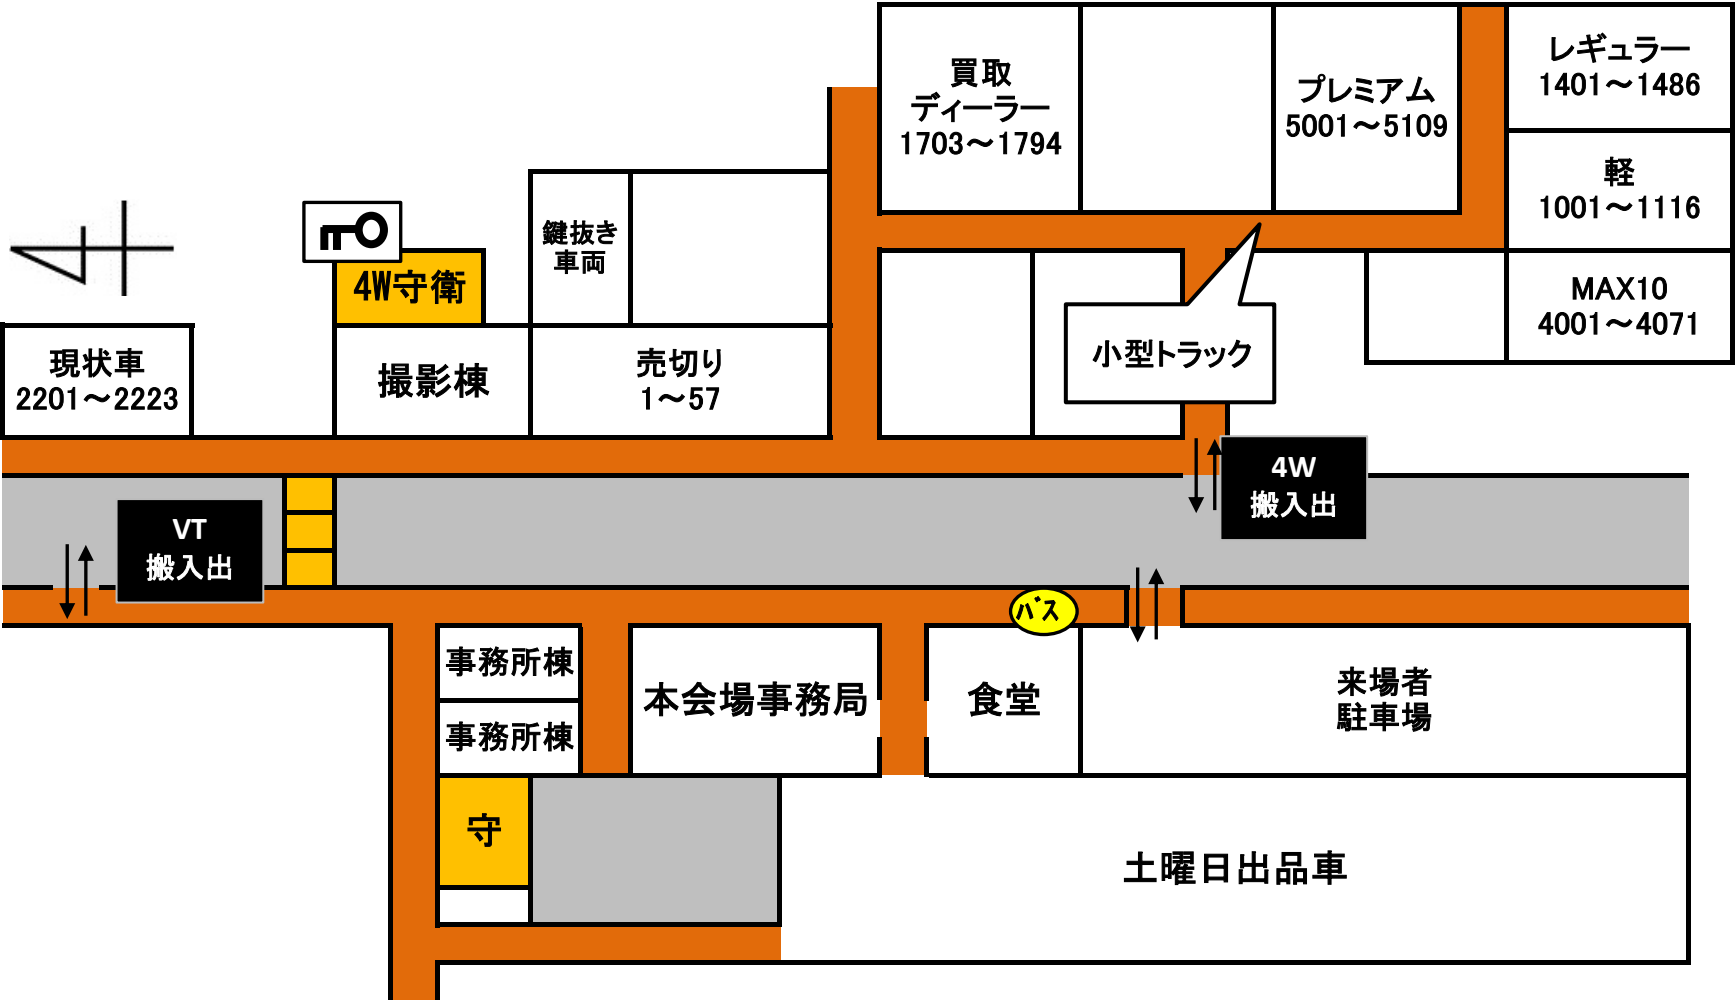 買取
ディーラー
1703～1794
プレミアム
5001～5109
レギュラー
1401～1486
軽
1001～1116
MAX10
4001～4071
鍵抜き
車両
4W守衛
現状車
2201～2223
撮影棟
売切り
1～57
小型トラック
4W
搬入出
VT
搬入出
バス
事務所棟
事務所棟
本会場事務局
食堂
来場者
駐車場
守
土曜日出品車